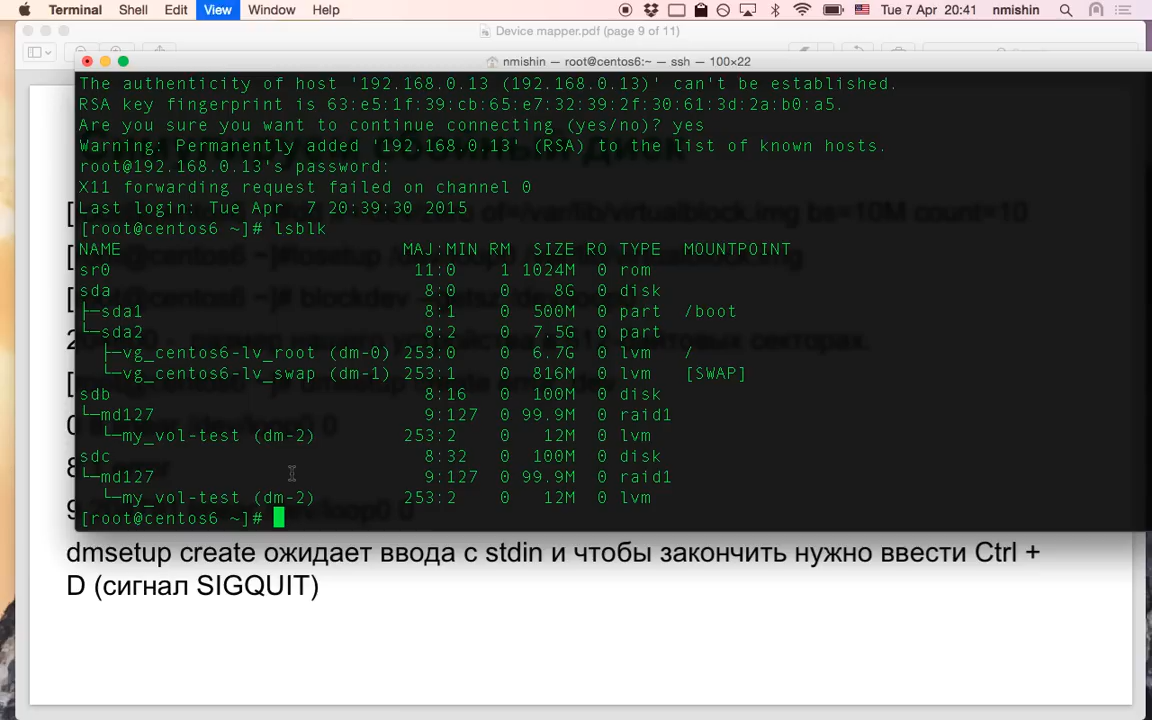 Terminal Shell Edit View Window Help Tue 7 Apr 20:41 nmishin
Device mapper.pdf (page 9 of 11)
nmishin — root@centos6:~ — ssh — 100×22
The authenticity of host '192.168.0.13 (192.168.0.13)' can't be established.
RSA key fingerprint is 63:e5:1f:39:cb:65:e7:32:39:2f:30:61:3d:2a:b0:a5.
Are you sure you want to continue connecting (yes/no)? yes
Warning: Permanently added '192.168.0.13' (RSA) to the list of known hosts.
root@192.168.0.13's password:
X11 forwarding request failed on channel 0
Last login: Tue Apr  7 20:39:30 2015
[root@centos6 ~]# lsblk
NAME MAJ:MIN RM SIZE RO TYPE MOUNTPOINT
sr0 11:0 1 1024M 0 rom
sda 8:0 0 8G 0 disk
├─sda1 8:1 0 500M 0 part /boot
└─sda2 8:2 0 7.5G 0 part
├─vg_centos6-lv_root (dm-0) 253:0 0 6.7G 0 lvm /
└─vg_centos6-lv_swap (dm-1) 253:1 0 816M 0 lvm [SWAP]
sdb 8:16 0 100M 0 disk
└─md127 9:127 0 99.9M 0 raid1
└─my_vol-test (dm-2) 253:2 0 12M 0 lvm
sdc 8:32 0 100M 0 disk
└─md127 9:127 0 99.9M 0 raid1
└─my_vol-test (dm-2) 253:2 0 12M 0 lvm
[root@centos6 ~]#
dmsetup create ожидает ввода с stdin и чтобы закончить нужно ввести Ctrl +
D (сигнал SIGQUIT)